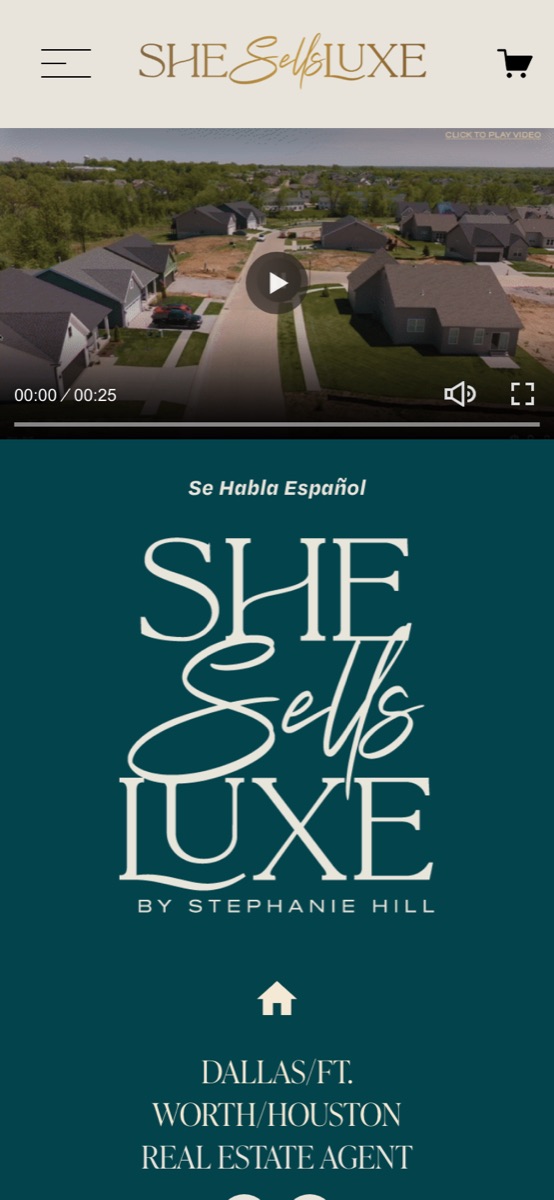 SHE Sells LUXE
CLICK TO PLAY VIDEO
00:00 / 00:25
Se Habla Español
SHE
Sells
LUXE
BY STEPHANIE HILL
DALLAS/FT.
WORTH/HOUSTON
REAL ESTATE AGENT